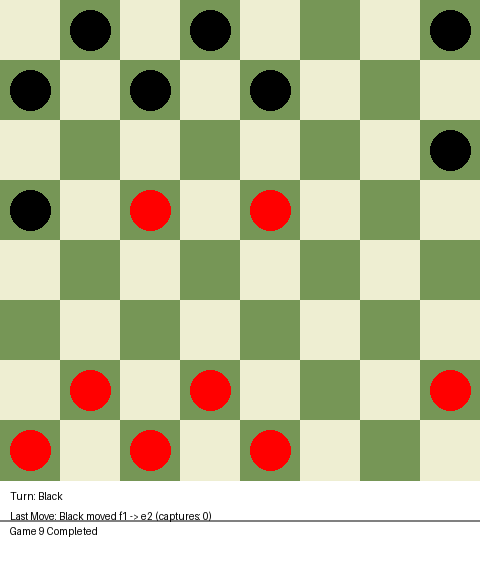 Turn: Black
Last Move: Black moved f1 -> e2 (captures: 0)
Game 9 Completed